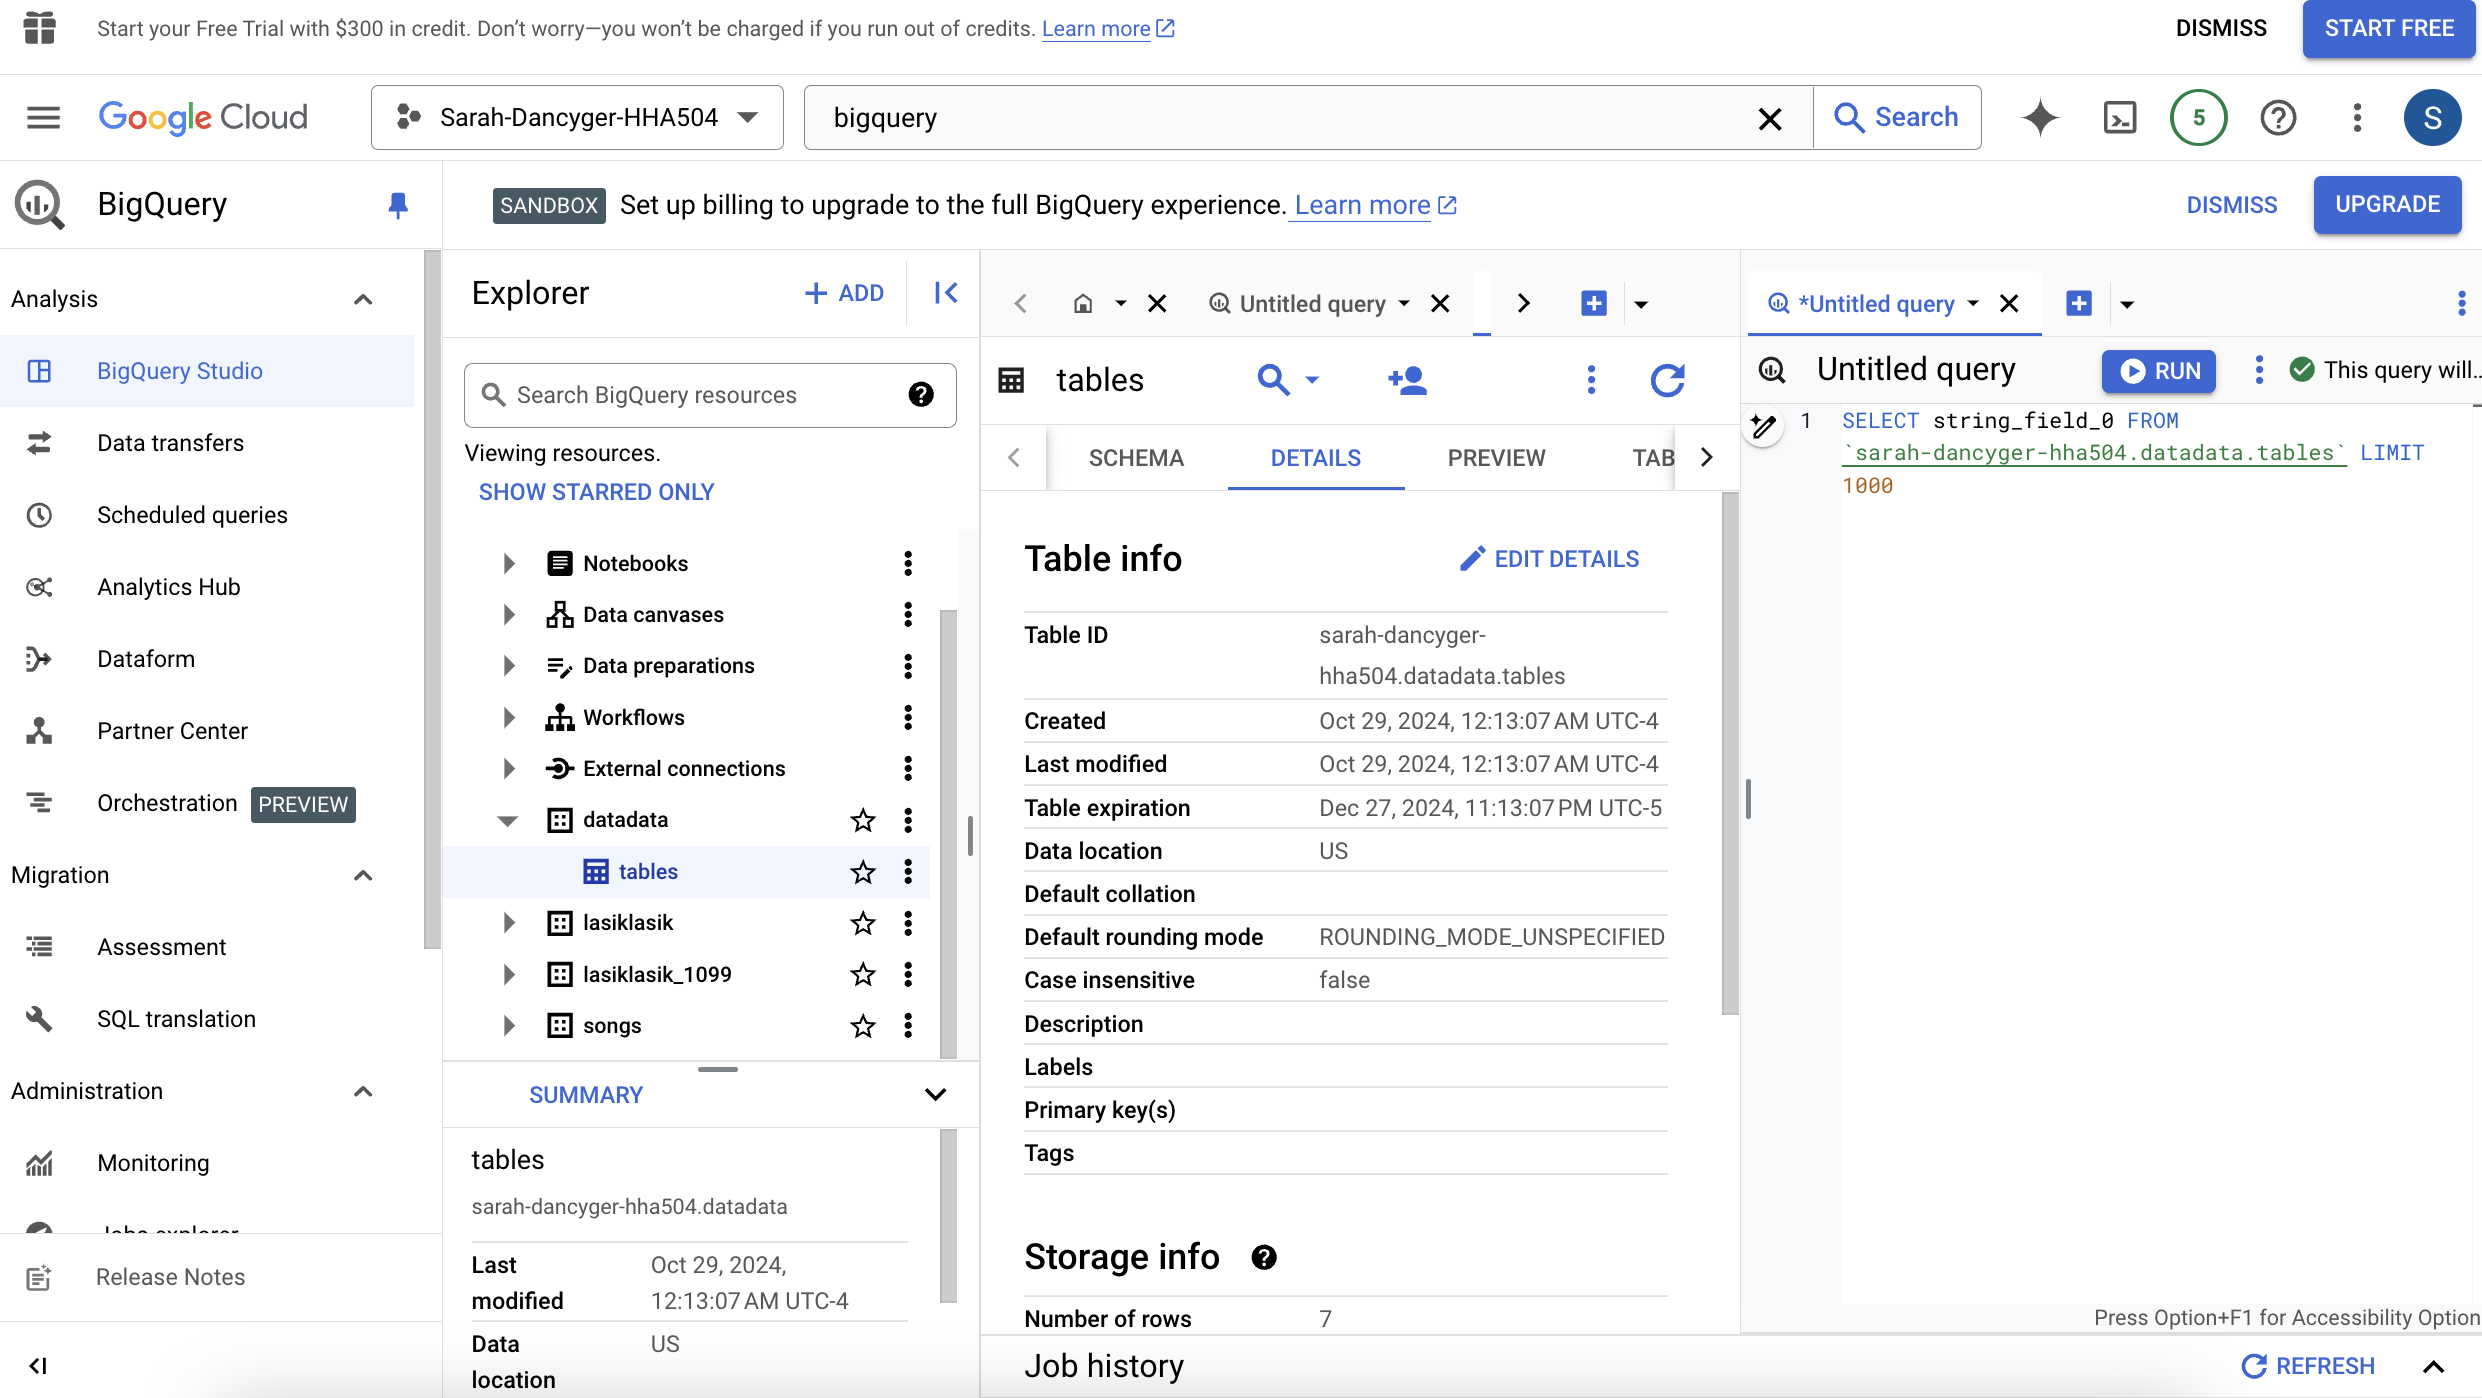 Start your Free Trial with $300 in credit. Don’t worry—you won’t be charged if you run out of credits. Learn more
DISMISS
START FREE
Google Cloud
Sarah-Dancyger-HHA504
bigquery
Search
5
S
BigQuery
SANDBOX Set up billing to upgrade to the full BigQuery experience. Learn more
DISMISS
UPGRADE
Analysis
BigQuery Studio
Data transfers
Scheduled queries
Analytics Hub
Dataform
Partner Center
Orchestration PREVIEW
Migration
Assessment
SQL translation
Administration
Monitoring
Jobs explorer
Release Notes
Explorer
ADD
Search BigQuery resources
Viewing resources.
SHOW STARRED ONLY
Notebooks
Data canvases
Data preparations
Workflows
External connections
datadata
tables
lasiklasik
lasiklasik_1099
songs
SUMMARY
tables
sarah-dancyger-hha504.datadata
Last modified Oct 29, 2024, 12:13:07 AM UTC-4
Data location US
Untitled query
tables
SCHEMA
DETAILS
PREVIEW
TAB
Table info
EDIT DETAILS
Table ID sarah-dancyger-
hha504.datadata.tables
Created Oct 29, 2024, 12:13:07 AM UTC-4
Last modified Oct 29, 2024, 12:13:07 AM UTC-4
Table expiration Dec 27, 2024, 11:13:07 PM UTC-5
Data location US
Default collation
Default rounding mode ROUNDING_MODE_UNSPECIFIED
Case insensitive false
Description
Labels
Primary key(s)
Tags
Storage info
Number of rows 7
*Untitled query
Untitled query
RUN
This query will...
1 SELECT string_field_0 FROM
`sarah-dancyger-hha504.datadata.tables` LIMIT
1000
Press Option+F1 for Accessibility Option
Job history
REFRESH